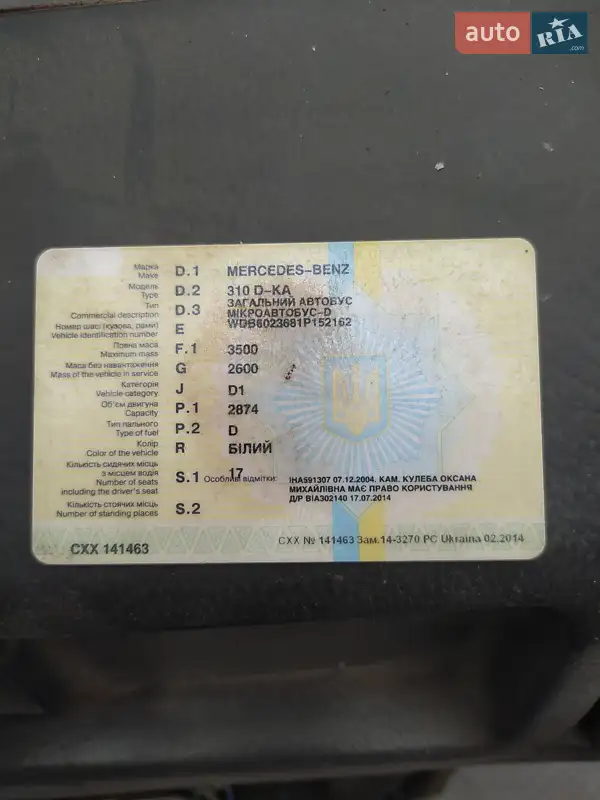 auto RIA .com
Марка D.1 MERCEDES-BENZ
Make
Модель D.2 310 D-KA
Type
ЗАГАЛЬНИЙ АВТОБУС
Тип D.3 МІКРОАВТОБУС-D
Commercial description
Номер шасі (кузова, рами) E WDB6023681P152162
Vehicle identification number
Повна маса F.1 3500
Maximum mass
Маса без навантаження G 2600
Mass of the vehicle in service
Категорія J D1
Vehicle category
Об'єм двигуна P.1 2874
Capacity
Тип пального P.2 D
Type of fuel
Колір R БІЛИЙ
Color of the vehicle
Кількість сидячих місць
з місцем водія S.1 17 Особливі відмітки: ІНА591307 07.12.2004. КАМ. КУЛЕБА ОКСАНА
Number of seats МИХАЙЛІВНА МАЄ ПРАВО КОРИСТУВАННЯ
including the driver's seat Д/Р ВІА302140 17.07.2014
Кількість стоячих місць S.2
Number of standing places
СХХ 141463
СХХ № 141463 Зам.14-3270 РС Ukraina 02.2014